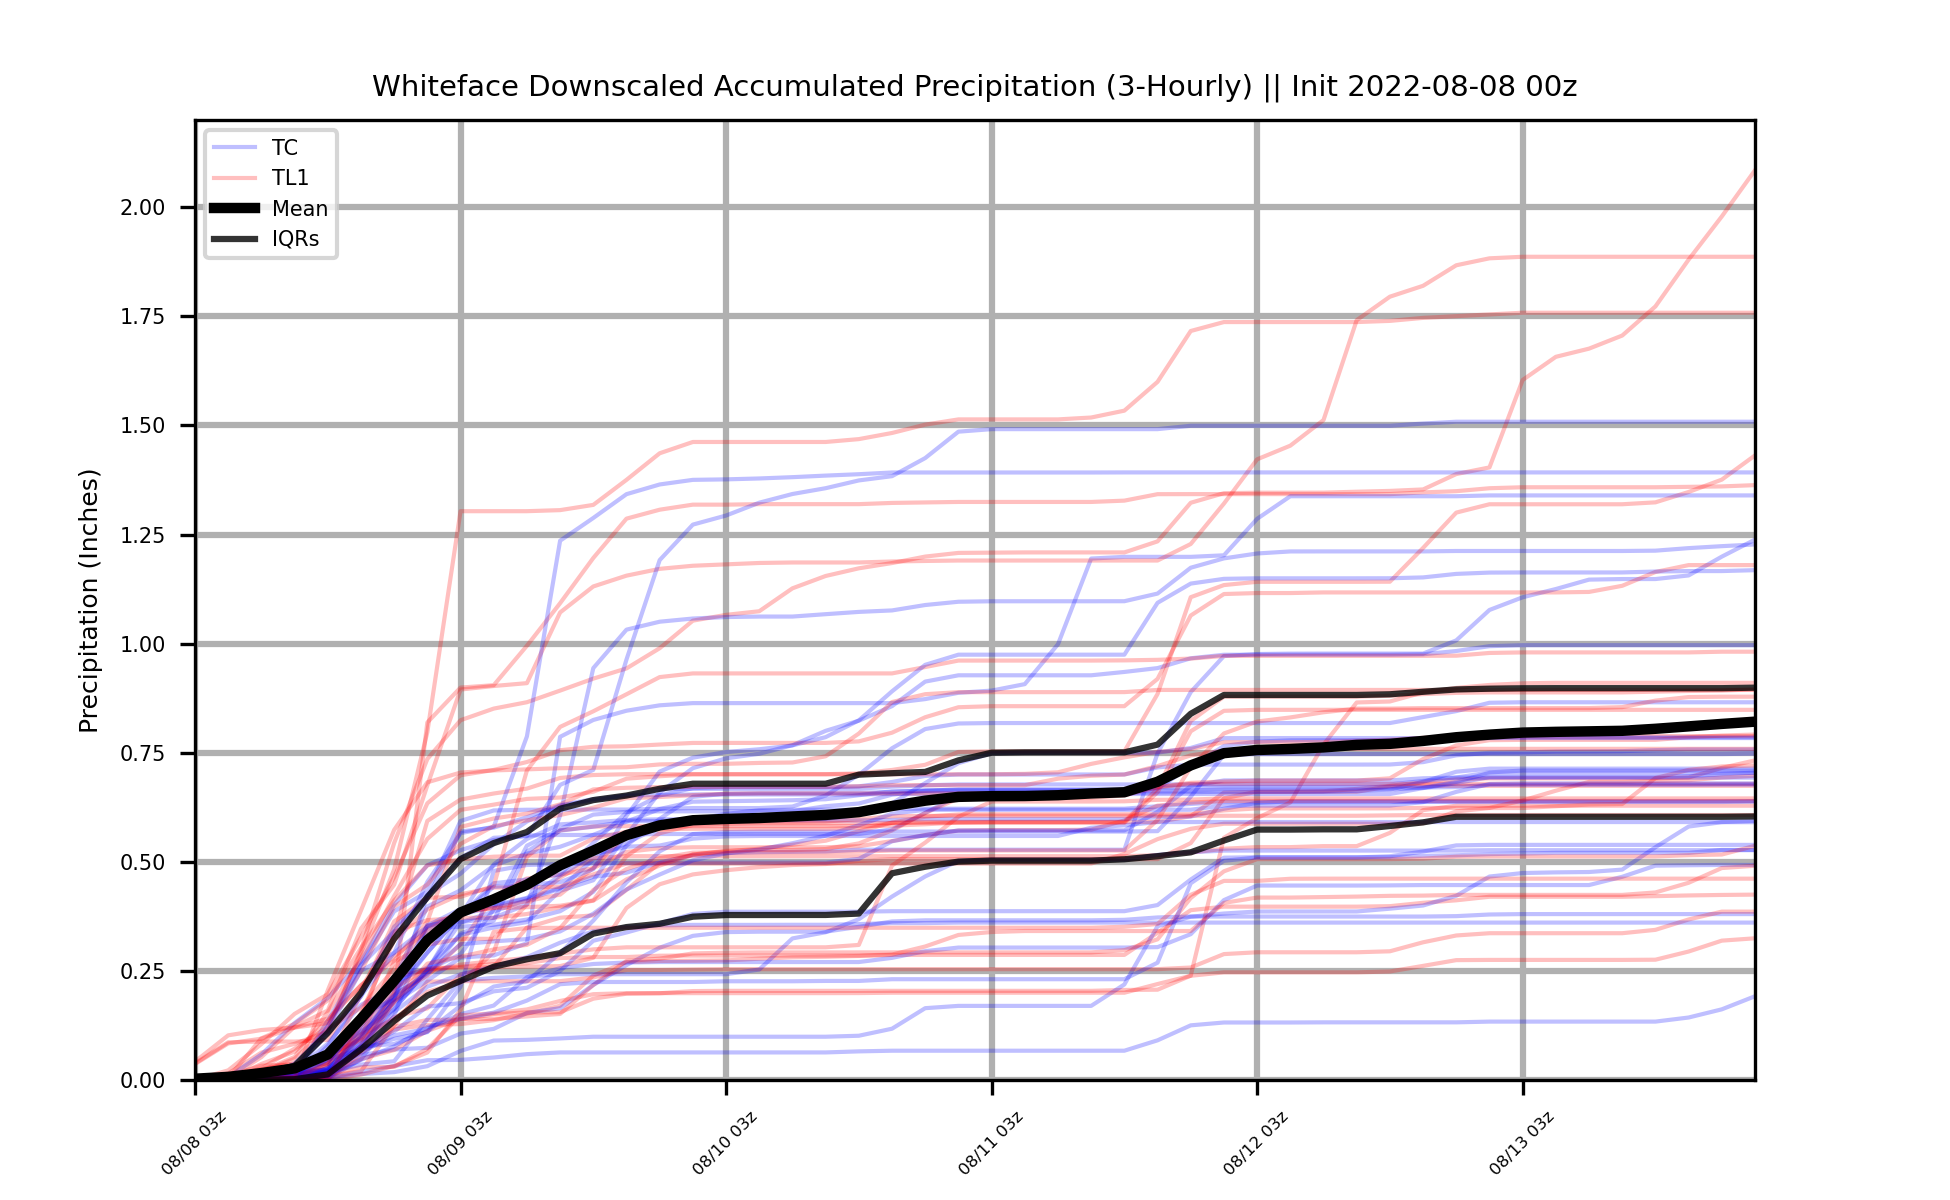 Whiteface Downscaled Accumulated Precipitation (3-Hourly) || Init 2022-08-08 00z
TC
TL1
Mean
IQRs
Precipitation (Inches)
2.00
1.75
1.50
1.25
1.00
0.75
0.50
0.25
0.00
08/08 03z
08/09 03z
08/10 03z
08/11 03z
08/12 03z
08/13 03z